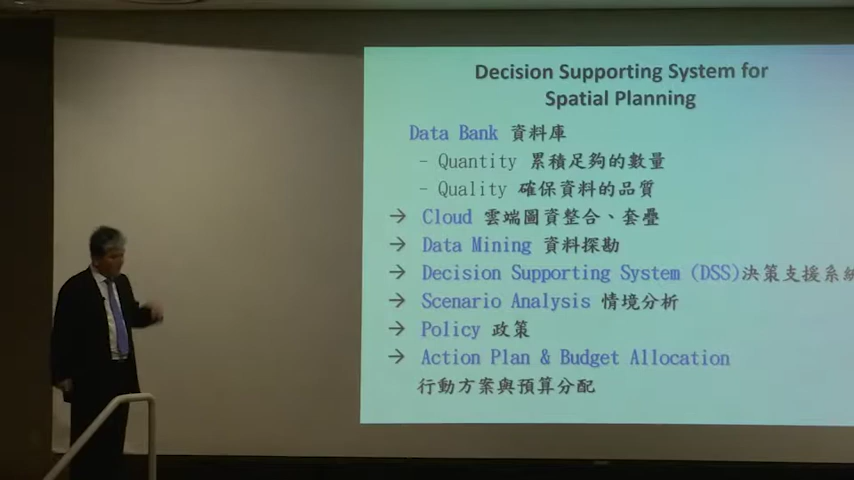 Decision Supporting System for
Spatial Planning
Data Bank 資料庫
- Quantity 累積足夠的數量
- Quality 確保資料的品質
→ Cloud 雲端圖資整合、套疊
→ Data Mining 資料探勘
→ Decision Supporting System (DSS)決策支援系統
→ Scenario Analysis 情境分析
→ Policy 政策
→ Action Plan & Budget Allocation
行動方案與預算分配